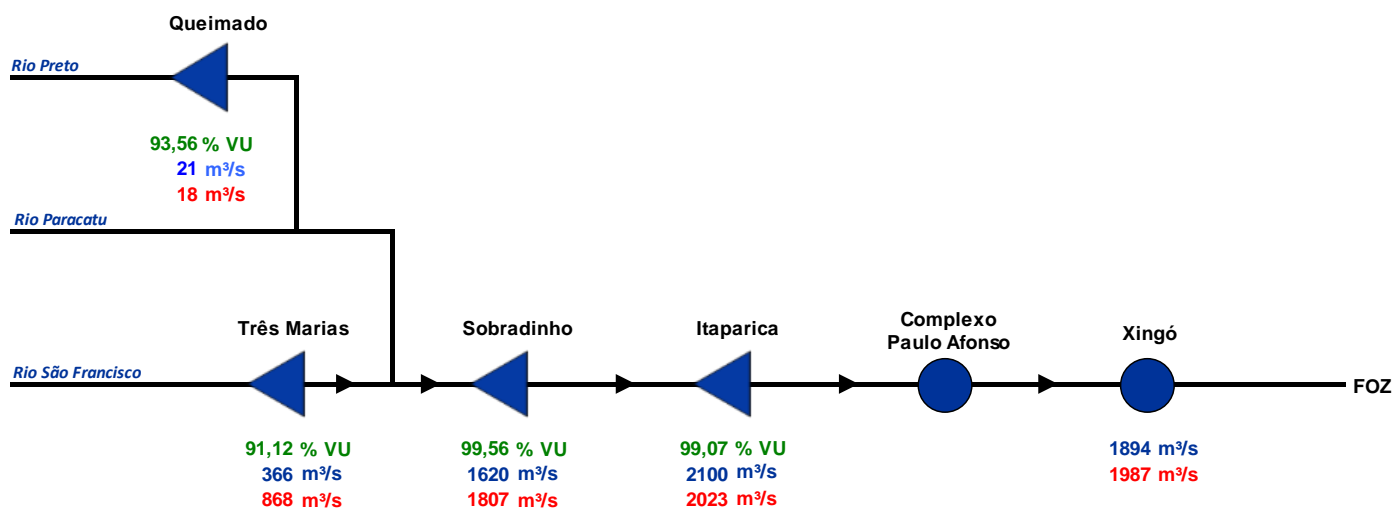 Queimado
Rio Preto
93,56 % VU
21 m³/s
18 m³/s
Rio Paracatu
Três Marias
Sobradinho
Itaparica
Complexo
Paulo Afonso
Xingó
Rio São Francisco
FOZ
91,12 % VU
366 m³/s
868 m³/s
99,56 % VU
1620 m³/s
1807 m³/s
99,07 % VU
2100 m³/s
2023 m³/s
1894 m³/s
1987 m³/s